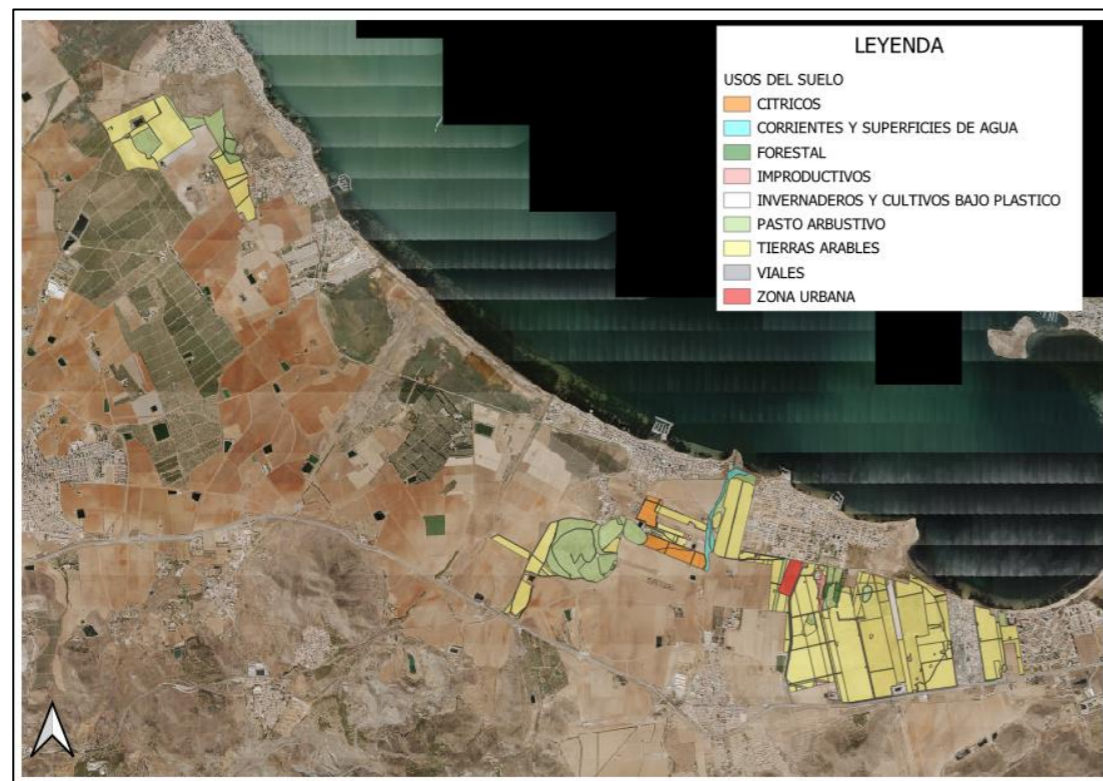 LEYENDA
USOS DEL SUELO
CITRICOS
CORRIENTES Y SUPERFICIES DE AGUA
FORESTAL
IMPRODUCTIVOS
INVERNADEROS Y CULTIVOS BAJO PLASTICO
PASTO ARBUSTIVO
TIERRAS ARABLES
VIALES
ZONA URBANA